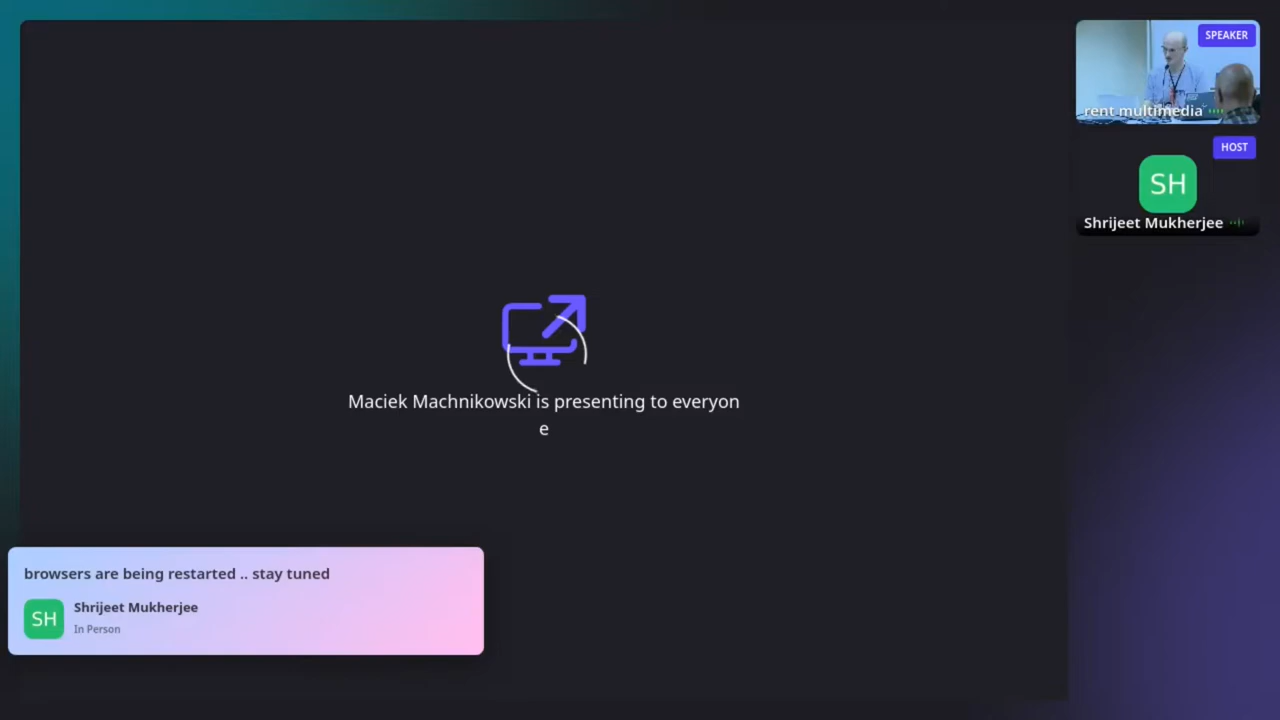 SPEAKER
rent multimedia
HOST
SH
Shrijeet Mukherjee
Maciek Machnikowski is presenting to everyon
e
browsers are being restarted .. stay tuned
SH
Shrijeet Mukherjee
In Person